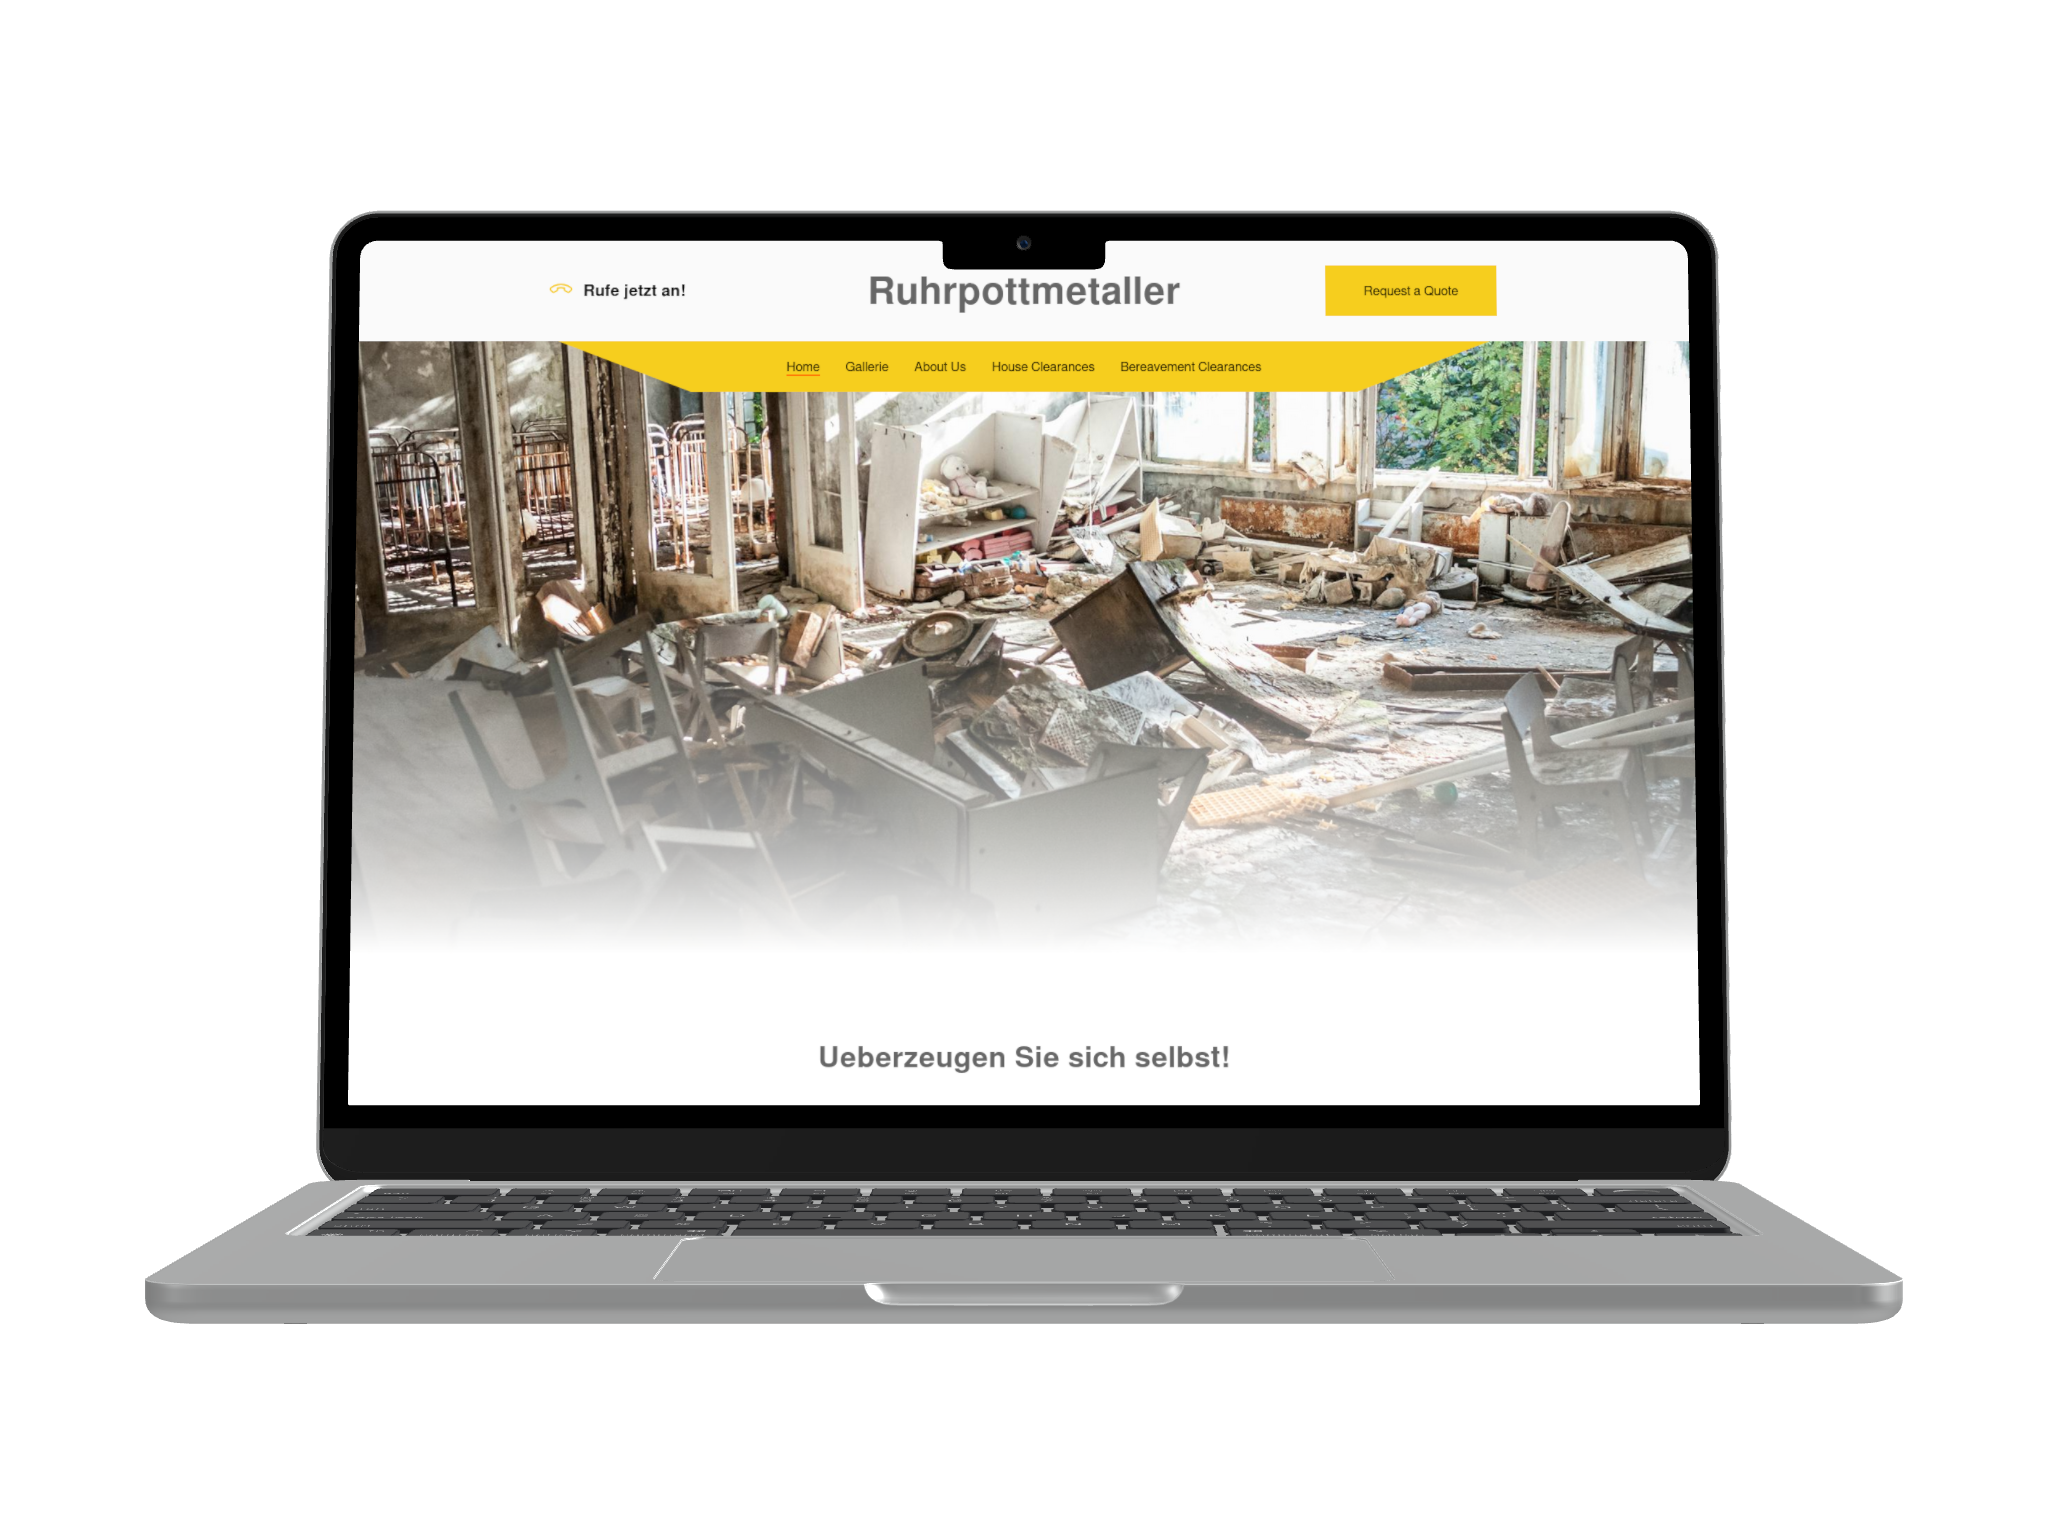 Rufe jetzt an!
Ruhrpottmetaller
Request a Quote
Home Gallerie About Us House Clearances Bereavement Clearances
Ueberzeugen Sie sich selbst!